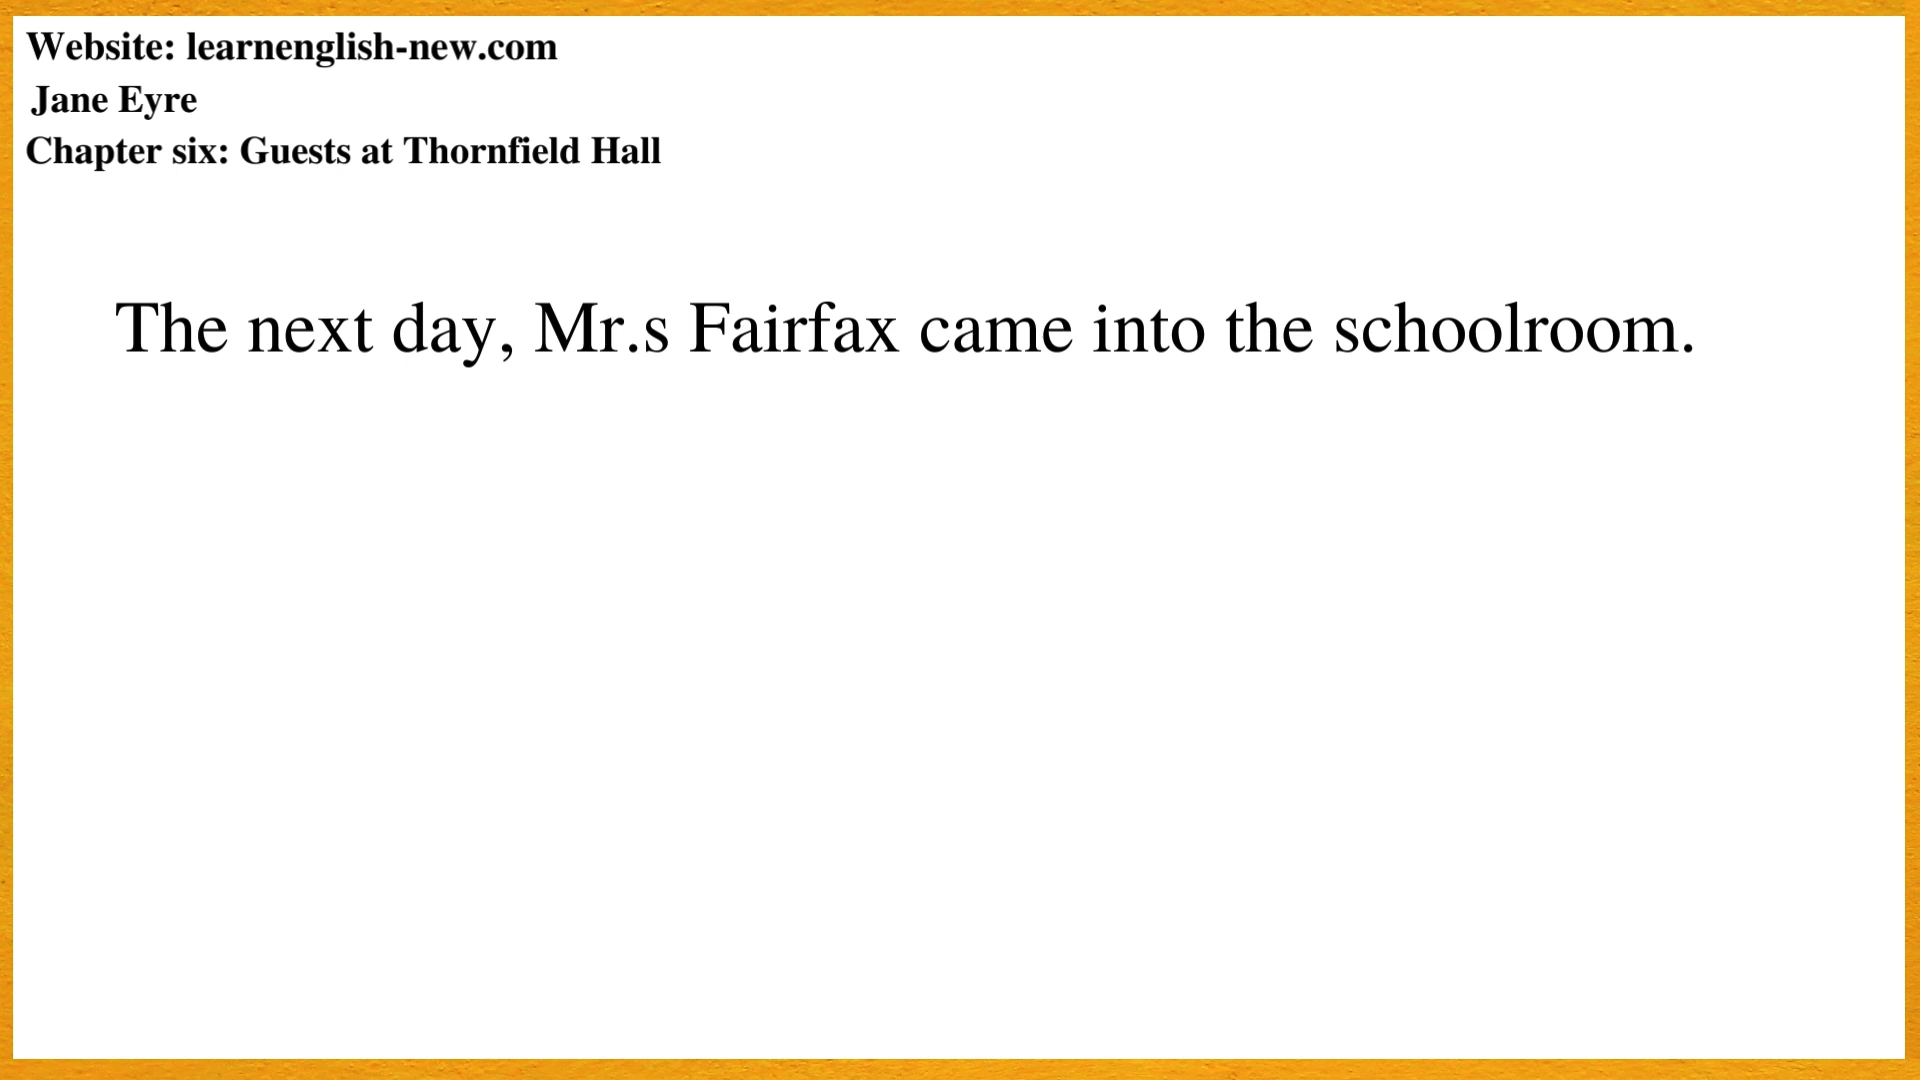 Website: learnenglish-new.com
Jane Eyre
Chapter six: Guests at Thornfield Hall
The next day, Mr.s Fairfax came into the schoolroom.